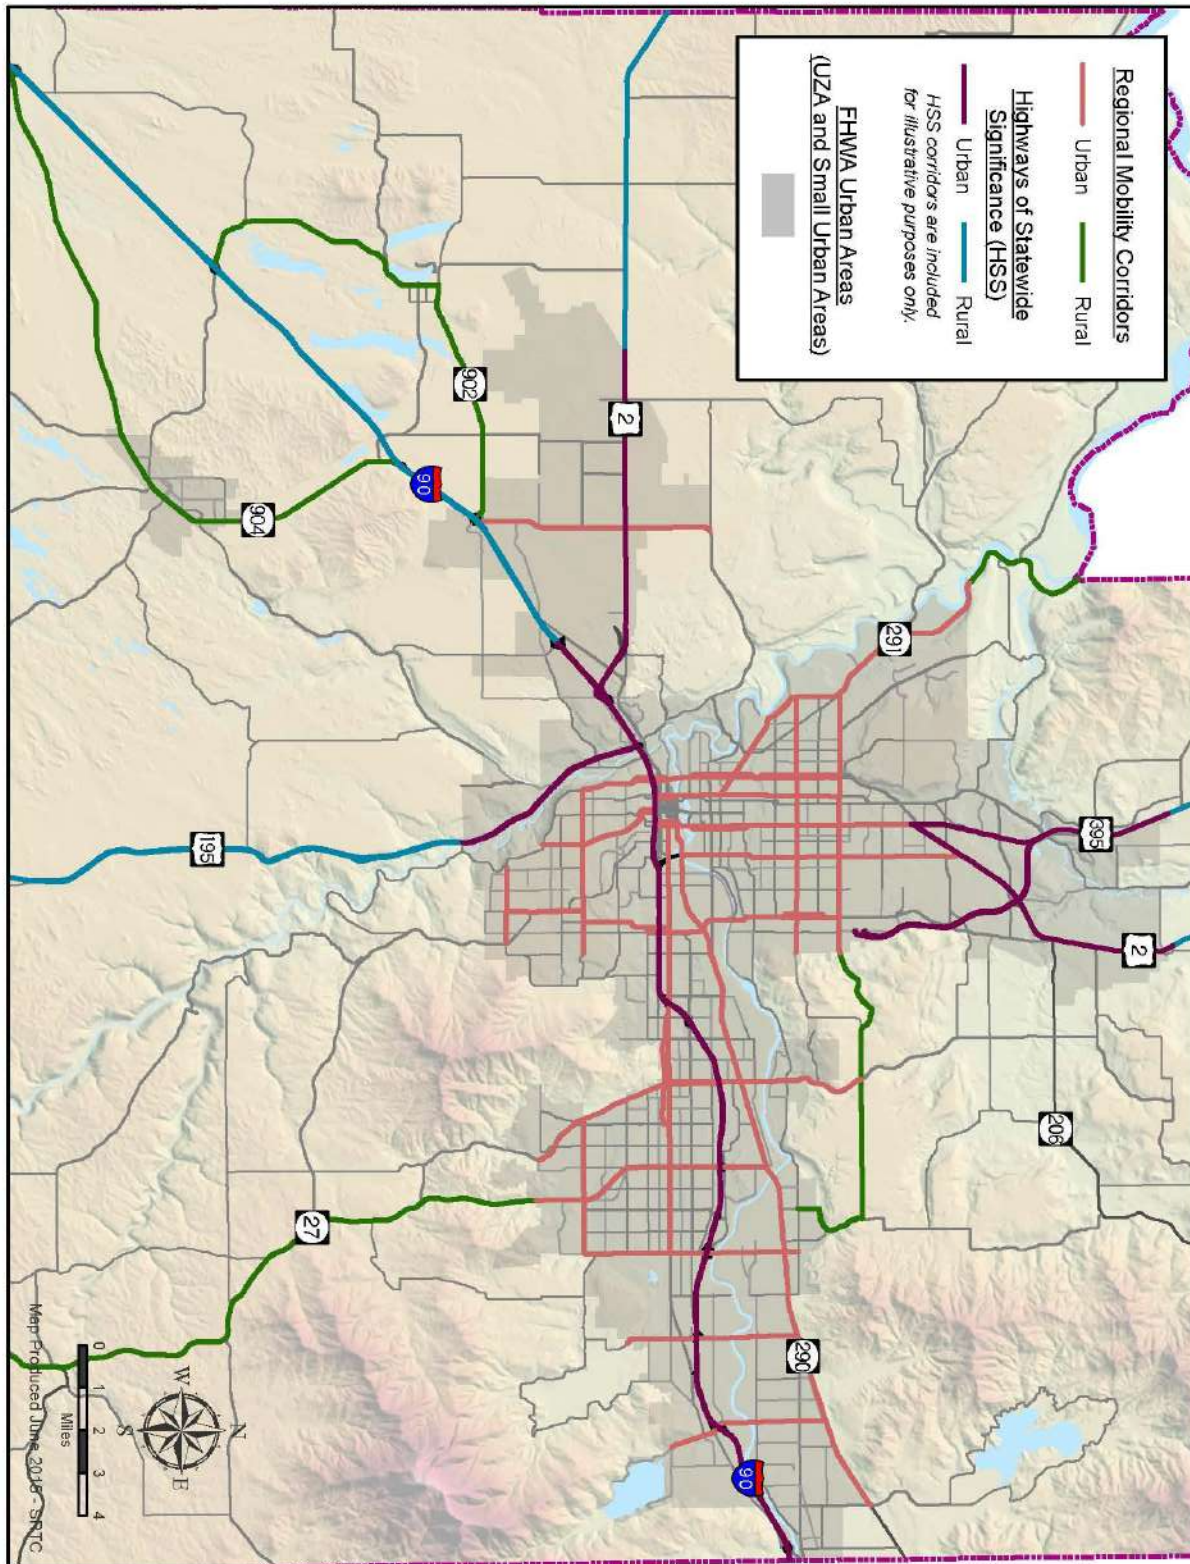 Regional Mobility Corridors
Urban Rural
Highways of Statewide
Significance (HSS)
Urban Rural
HSS corridors are included
for illustrative purposes only.
FHWA Urban Areas
(UZA and Small Urban Areas)
395
2
206
291
2
290
902
90
90
904
195
27
N
W
E
S
0 1 2 3 4
Miles
Map Produced June 2015 - SRTC